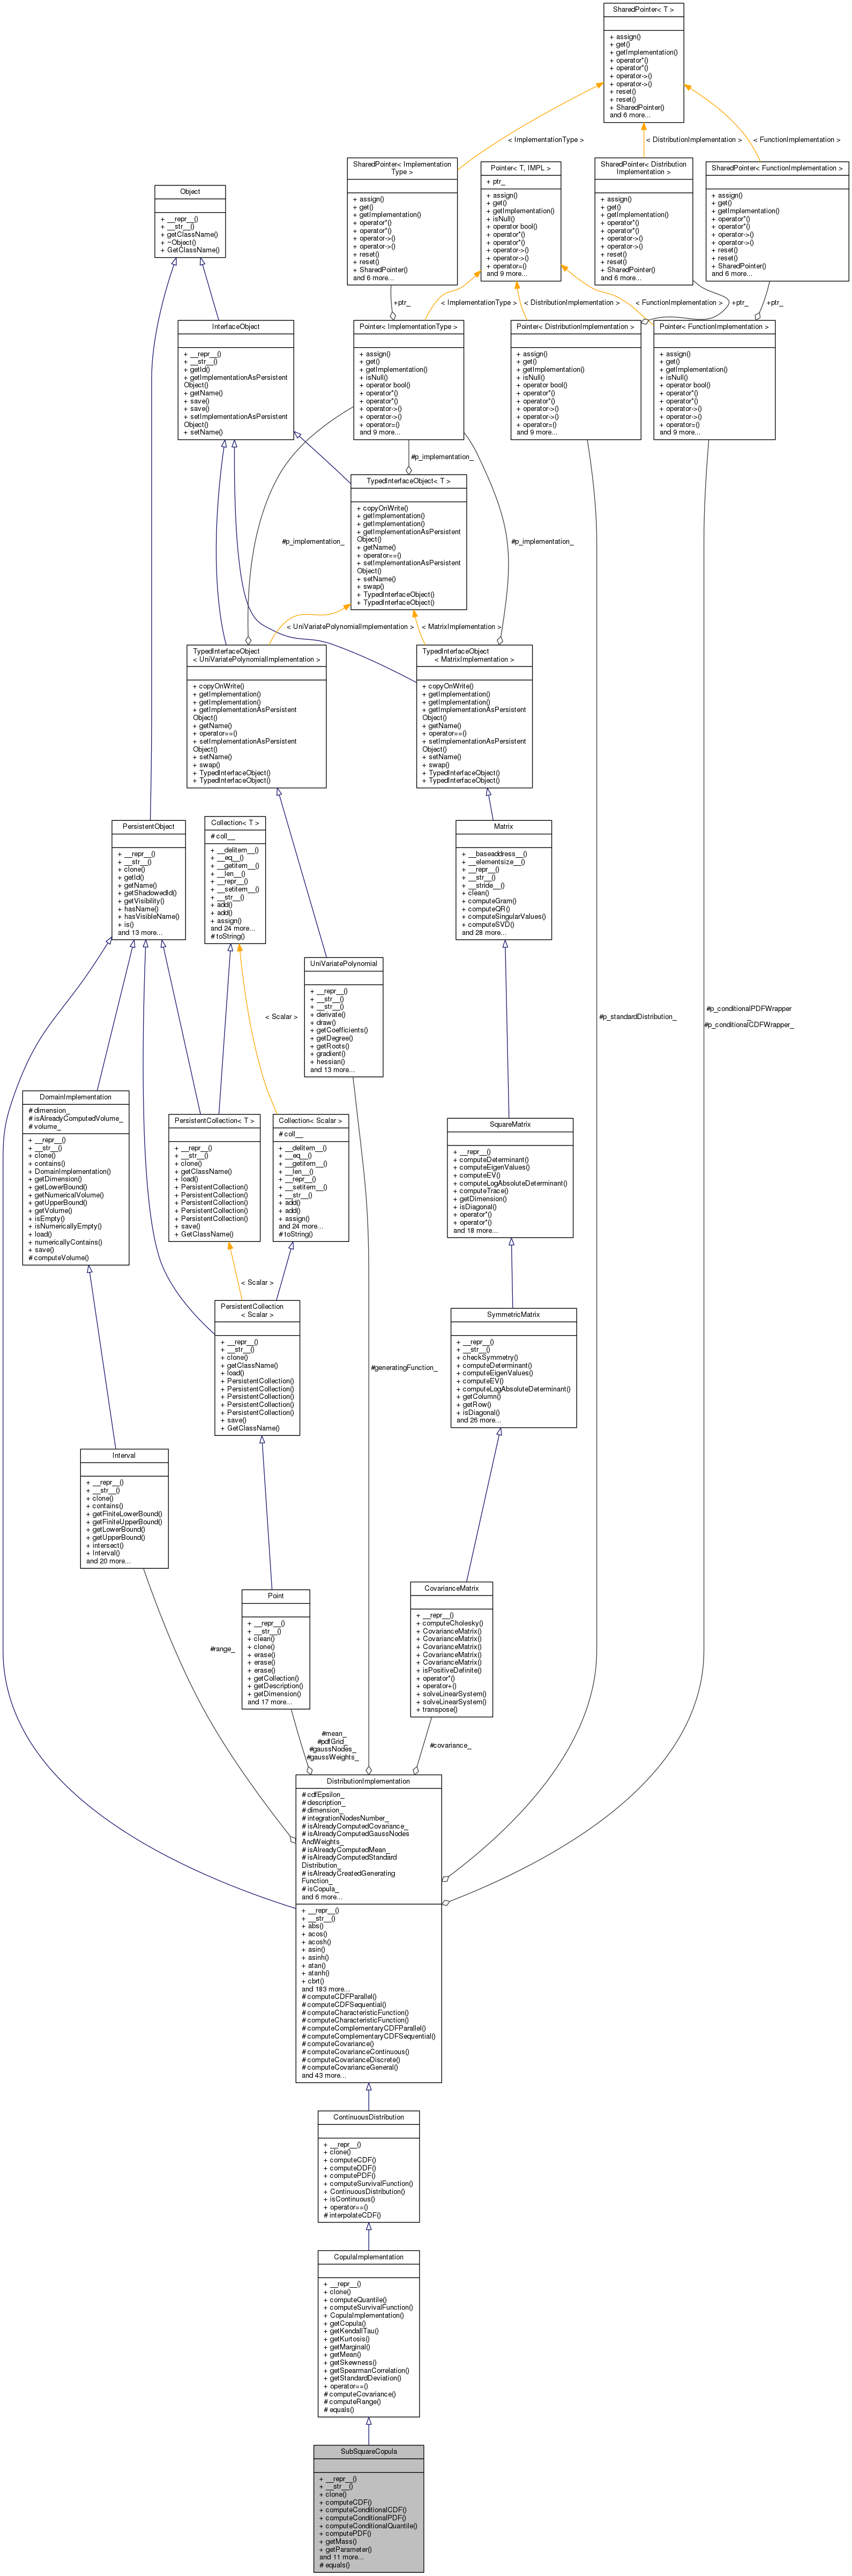 SharedPointer< T >
+ assign()
+ get()
+ getImplementation()
+ operator*()
+ operator*()
+ operator->()
+ operator->()
+ reset()
+ reset()
+ SharedPointer()
and 6 more...
< ImplementationType >
< DistributionImplementation >
< FunctionImplementation >
SharedPointer< Implementation
Type >
+ assign()
+ get()
+ getImplementation()
+ operator*()
+ operator*()
+ operator->()
+ operator->()
+ reset()
+ reset()
+ SharedPointer()
and 6 more...
Pointer< T, IMPL >
+ ptr_
+ assign()
+ get()
+ getImplementation()
+ isNull()
+ operator bool()
+ operator*()
+ operator*()
+ operator->()
+ operator->()
+ operator=()
and 9 more...
SharedPointer< Distribution
Implementation >
+ assign()
+ get()
+ getImplementation()
+ operator*()
+ operator*()
+ operator->()
+ operator->()
+ reset()
+ reset()
+ SharedPointer()
and 6 more...
SharedPointer< FunctionImplementation >
+ assign()
+ get()
+ getImplementation()
+ operator*()
+ operator*()
+ operator->()
+ operator->()
+ reset()
+ reset()
+ SharedPointer()
and 6 more...
Object
+ __repr__()
+ __str__()
+ getClassName()
+ ~Object()
+ GetClassName()
+ptr_
< ImplementationType >
< DistributionImplementation >
< FunctionImplementation >
+ptr_
+ptr_
InterfaceObject
+ __repr__()
+ __str__()
+ getId()
+ getImplementationAsPersistent
Object()
+ getName()
+ save()
+ save()
+ setImplementationAsPersistent
Object()
+ setName()
Pointer< ImplementationType >
+ assign()
+ get()
+ getImplementation()
+ isNull()
+ operator bool()
+ operator*()
+ operator*()
+ operator->()
+ operator->()
+ operator=()
and 9 more...
Pointer< DistributionImplementation >
+ assign()
+ get()
+ getImplementation()
+ isNull()
+ operator bool()
+ operator*()
+ operator*()
+ operator->()
+ operator->()
+ operator=()
and 9 more...
Pointer< FunctionImplementation >
+ assign()
+ get()
+ getImplementation()
+ isNull()
+ operator bool()
+ operator*()
+ operator*()
+ operator->()
+ operator->()
+ operator=()
and 9 more...
#p_implementation_
TypedInterfaceObject< T >
+ copyOnWrite()
+ getImplementation()
+ getImplementation()
+ getImplementationAsPersistent
Object()
+ getName()
+ operator==()
+ setImplementationAsPersistent
Object()
+ setName()
+ swap()
+ TypedInterfaceObject()
+ TypedInterfaceObject()
#p_implementation_
#p_implementation_
< UniVariatePolynomialImplementation >
< MatrixImplementation >
TypedInterfaceObject
< UniVariatePolynomialImplementation >
+ copyOnWrite()
+ getImplementation()
+ getImplementation()
+ getImplementationAsPersistent
Object()
+ getName()
+ operator==()
+ setImplementationAsPersistent
Object()
+ setName()
+ swap()
+ TypedInterfaceObject()
+ TypedInterfaceObject()
TypedInterfaceObject
< MatrixImplementation >
+ copyOnWrite()
+ getImplementation()
+ getImplementation()
+ getImplementationAsPersistent
Object()
+ getName()
+ operator==()
+ setImplementationAsPersistent
Object()
+ setName()
+ swap()
+ TypedInterfaceObject()
+ TypedInterfaceObject()
PersistentObject
+ __repr__()
+ __str__()
+ clone()
+ getId()
+ getName()
+ getShadowedId()
+ getVisibility()
+ hasName()
+ hasVisibleName()
+ is()
and 13 more...
Collection< T >
# coll__
+ __delitem__()
+ __eq__()
+ __getitem__()
+ __len__()
+ __repr__()
+ __setitem__()
+ __str__()
+ add()
+ add()
+ assign()
and 24 more...
# toString()
Matrix
+ __baseaddress__()
+ __elementsize__()
+ __repr__()
+ __str__()
+ __stride__()
+ clean()
+ computeGram()
+ computeQR()
+ computeSingularValues()
+ computeSVD()
and 28 more...
UniVariatePolynomial
+ __repr__()
+ __str__()
+ __str__()
+ derivate()
+ draw()
+ getCoefficients()
+ getDegree()
+ getRoots()
+ gradient()
+ hessian()
and 13 more...
< Scalar >
#p_standardDistribution_
#p_conditionalPDFWrapper
_
#p_conditionalCDFWrapper_
DomainImplementation
# dimension_
# isAlreadyComputedVolume_
# volume_
+ __repr__()
+ __str__()
+ clone()
+ contains()
+ DomainImplementation()
+ getDimension()
+ getLowerBound()
+ getNumericalVolume()
+ getUpperBound()
+ getVolume()
+ isEmpty()
+ isNumericallyEmpty()
+ load()
+ numericallyContains()
+ save()
# computeVolume()
PersistentCollection< T >
+ __repr__()
+ __str__()
+ clone()
+ getClassName()
+ load()
+ PersistentCollection()
+ PersistentCollection()
+ PersistentCollection()
+ PersistentCollection()
+ PersistentCollection()
+ save()
+ GetClassName()
Collection< Scalar >
# coll__
+ __delitem__()
+ __eq__()
+ __getitem__()
+ __len__()
+ __repr__()
+ __setitem__()
+ __str__()
+ add()
+ add()
+ assign()
and 24 more...
# toString()
SquareMatrix
+ __repr__()
+ computeDeterminant()
+ computeEigenValues()
+ computeEV()
+ computeLogAbsoluteDeterminant()
+ computeTrace()
+ getDimension()
+ isDiagonal()
+ operator*()
+ operator*()
and 18 more...
< Scalar >
PersistentCollection
< Scalar >
+ __repr__()
+ __str__()
+ clone()
+ getClassName()
+ load()
+ PersistentCollection()
+ PersistentCollection()
+ PersistentCollection()
+ PersistentCollection()
+ PersistentCollection()
+ save()
+ GetClassName()
#generatingFunction_
SymmetricMatrix
+ __repr__()
+ __str__()
+ checkSymmetry()
+ computeDeterminant()
+ computeEigenValues()
+ computeEV()
+ computeLogAbsoluteDeterminant()
+ getColumn()
+ getRow()
+ isDiagonal()
and 26 more...
Interval
+ __repr__()
+ __str__()
+ clone()
+ contains()
+ getFiniteLowerBound()
+ getFiniteUpperBound()
+ getLowerBound()
+ getUpperBound()
+ intersect()
+ Interval()
and 20 more...
Point
+ __repr__()
+ __str__()
+ clean()
+ clone()
+ erase()
+ erase()
+ erase()
+ getCollection()
+ getDescription()
+ getDimension()
and 17 more...
CovarianceMatrix
+ __repr__()
+ computeCholesky()
+ CovarianceMatrix()
+ CovarianceMatrix()
+ CovarianceMatrix()
+ CovarianceMatrix()
+ CovarianceMatrix()
+ isPositiveDefinite()
+ operator*()
+ operator+()
+ solveLinearSystem()
+ solveLinearSystem()
+ transpose()
#range_
#mean_
#pdfGrid_
#gaussNodes_
#gaussWeights_
#covariance_
DistributionImplementation
# cdfEpsilon_
# description_
# dimension_
# integrationNodesNumber_
# isAlreadyComputedCovariance_
# isAlreadyComputedGaussNodes
AndWeights_
# isAlreadyComputedMean_
# isAlreadyComputedStandard
Distribution_
# isAlreadyCreatedGenerating
Function_
# isCopula_
and 6 more...
+ __repr__()
+ __str__()
+ abs()
+ acos()
+ acosh()
+ asin()
+ asinh()
+ atan()
+ atanh()
+ cbrt()
and 183 more...
# computeCDFParallel()
# computeCDFSequential()
# computeCharacteristicFunction()
# computeCharacteristicFunction()
# computeComplementaryCDFParallel()
# computeComplementaryCDFSequential()
# computeCovariance()
# computeCovarianceContinuous()
# computeCovarianceDiscrete()
# computeCovarianceGeneral()
and 43 more...
ContinuousDistribution
+ __repr__()
+ clone()
+ computeCDF()
+ computeDDF()
+ computePDF()
+ computeSurvivalFunction()
+ ContinuousDistribution()
+ isContinuous()
+ operator==()
# interpolateCDF()
CopulaImplementation
+ __repr__()
+ clone()
+ computeQuantile()
+ computeSurvivalFunction()
+ CopulaImplementation()
+ getCopula()
+ getKendallTau()
+ getKurtosis()
+ getMarginal()
+ getMean()
+ getSkewness()
+ getSpearmanCorrelation()
+ getStandardDeviation()
+ operator==()
# computeCovariance()
# computeRange()
# equals()
SubSquareCopula
+ __repr__()
+ __str__()
+ clone()
+ computeCDF()
+ computeConditionalCDF()
+ computeConditionalPDF()
+ computeConditionalQuantile()
+ computePDF()
+ getMass()
+ getParameter()
and 11 more...
# equals()